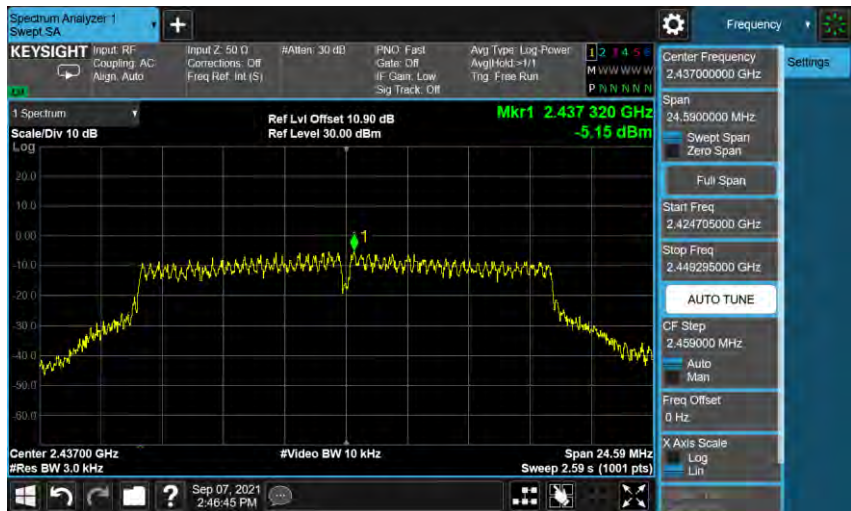 Spectrum Analyzer 1
Swept SA
+
Frequency
KEYSIGHT
Input: RF
Coupling: AC
Align: Auto
Input Z: 50 Ω
Corrections: Off
Freq Ref: Int (S)
#Atten: 30 dB
PNO: Fast
Gate: Off
IF Gain: Low
Sig Track: Off
Avg Type: Log-Power
Avg|Hold:>1/1
Trig: Free Run
1 2 3 4 5 6
M W W W W W
P N N N N N
1 Spectrum
Scale/Div 10 dB
Log
Ref Lvl Offset 10.90 dB
Ref Level 30.00 dBm
Mkr1 2.437 320 GHz
-5.15 dBm
20.0
10.0
0.00
-10.0
-20.0
-30.0
-40.0
-50.0
-60.0
1
Center 2.43700 GHz
#Res BW 3.0 kHz
#Video BW 10 kHz
Span 24.59 MHz
Sweep 2.59 s (1001 pts)
Sep 07, 2021
2:46:45 PM
?
Center Frequency
2.437000000 GHz
Settings
Span
24.5900000 MHz
Swept Span
Zero Span
Full Span
Start Freq
2.424705000 GHz
Stop Freq
2.449295000 GHz
AUTO TUNE
CF Step
2.459000 MHz
Auto
Man
Freq Offset
0 Hz
X Axis Scale
Log
Lin